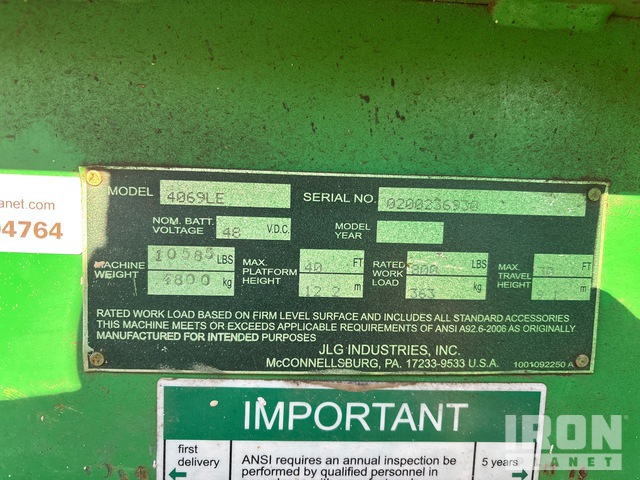 anet.com
4764
MODEL 4069LE SERIAL NO. 0200236930
NOM. BATT. VOLTAGE 48 V.D.C. MODEL YEAR
MACHINE WEIGHT 10585 LBS 4800 kg MAX. PLATFORM HEIGHT 40 FT 12.2 m RATED WORK LOAD 800 LBS 363 kg MAX. TRAVEL HEIGHT FT m
RATED WORK LOAD BASED ON FIRM LEVEL SURFACE AND INCLUDES ALL STANDARD ACCESSORIES
THIS MACHINE MEETS OR EXCEEDS APPLICABLE REQUIREMENTS OF ANSI A92.6-2006 AS ORIGINALLY
MANUFACTURED FOR INTENDED PURPOSES
JLG INDUSTRIES, INC.
McCONNELLSBURG, PA. 17233-9533 U.S.A. 1001092250 A
IMPORTANT
first delivery
ANSI requires an annual inspection be
performed by qualified personnel in
5 years
IRON
PLANET